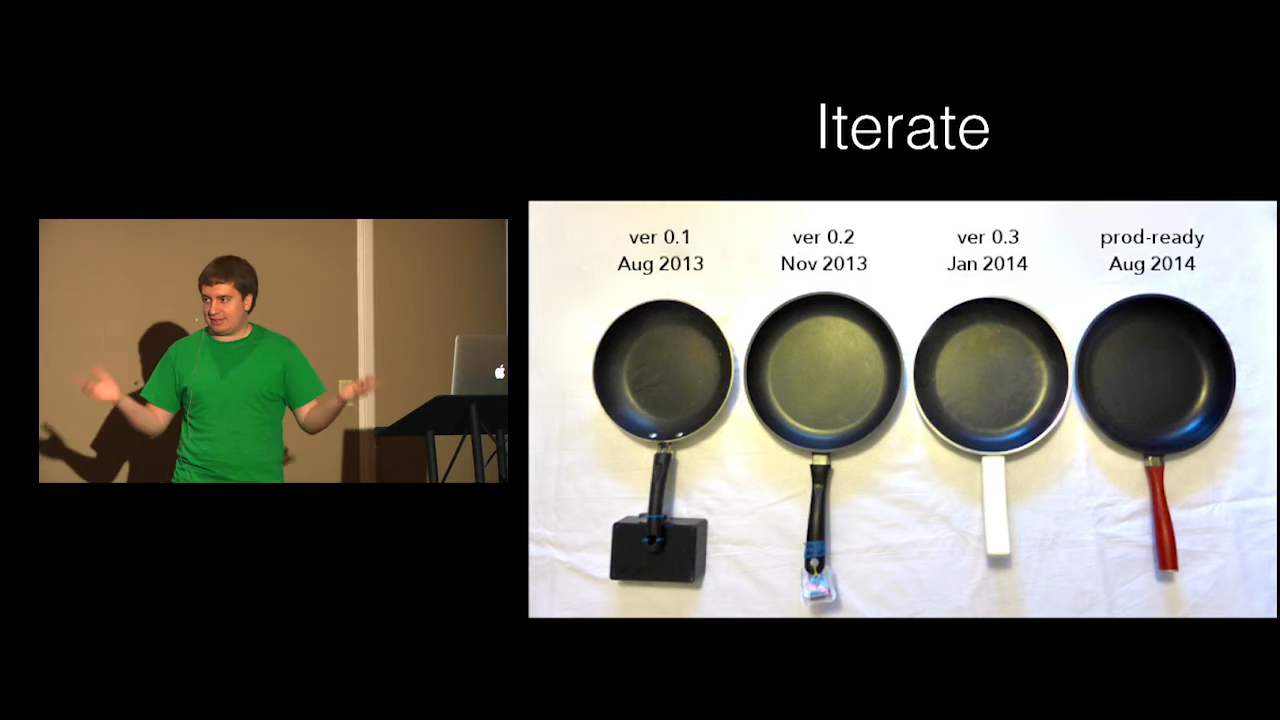 Iterate
ver 0.1
Aug 2013
ver 0.2
Nov 2013
ver 0.3
Jan 2014
prod-ready
Aug 2014